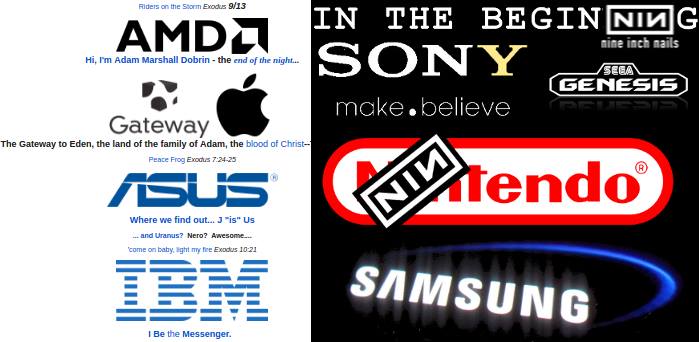 Riders on the Storm Exodus 9/13
AMD
Hi, I'm Adam Marshall Dobrin - the end of the night...
Gateway
The Gateway to Eden, the land of the family of Adam, the blood of Christ--
Peace Frog Exodus 7:24-25
ASUS®
Where we find out... J "is" Us
... and Uranus? Nero? Awesome....
'come on baby, light my fire Exodus 10:21
IBM
I Be the Messenger.
IN THE BEGIN NIN G
nine inch nails
SONY
SEGA
GENESIS
make.believe
NIN
Nintendo®
SAMSUNG